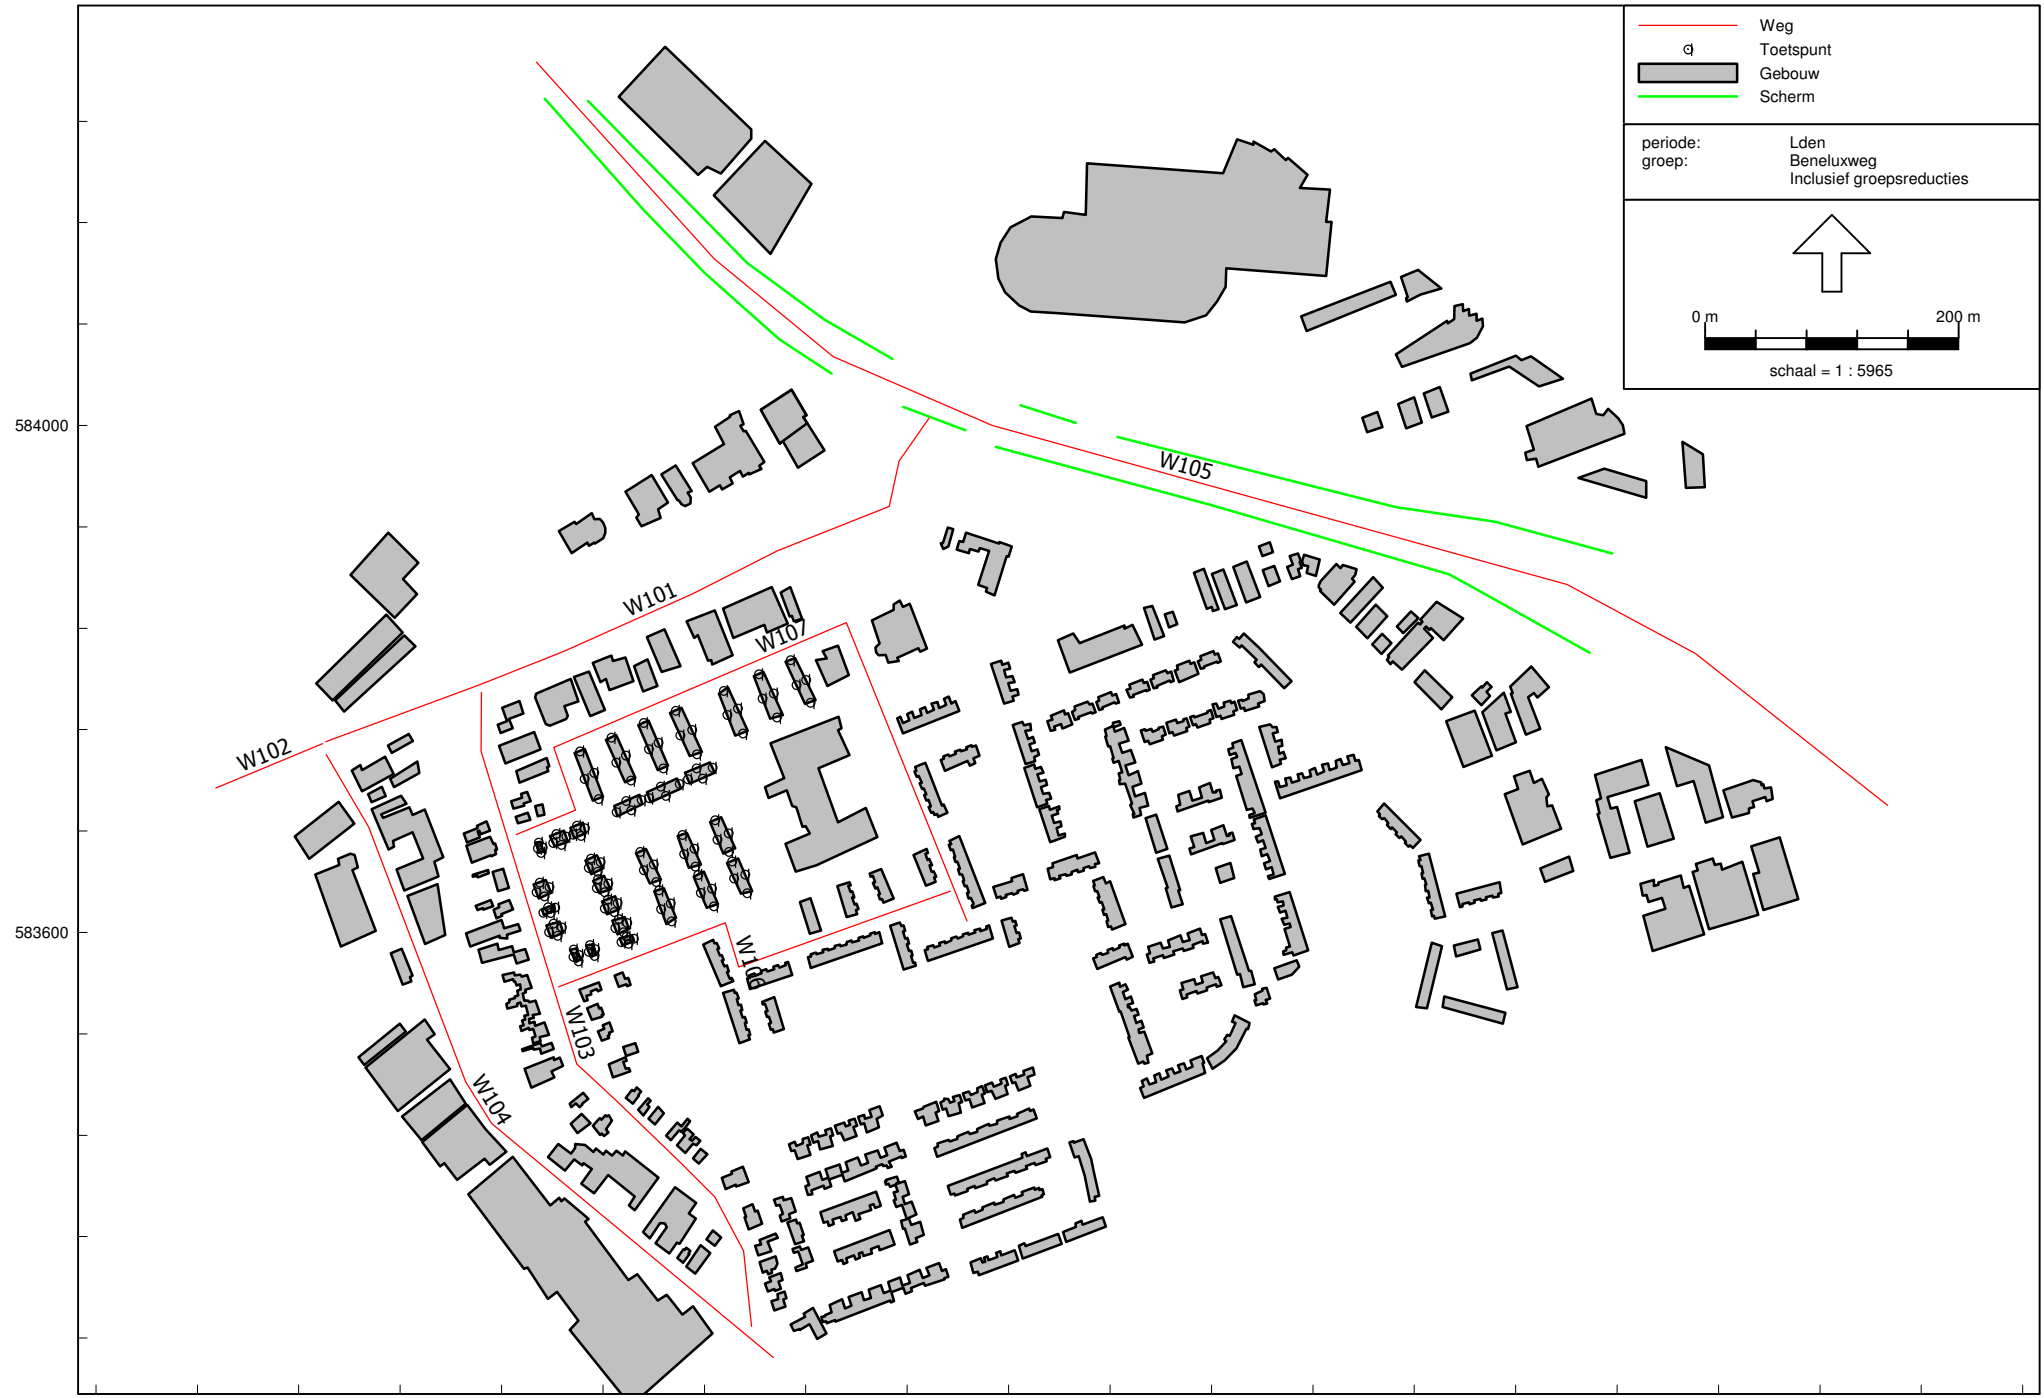 Weg
Toetspunt
Gebouw
Scherm
periode: Lden
groep: Beneluxweg
Inclusief groepsreducties
0 m 200 m
schaal = 1 : 5965
584000
W105
W101
W107
W102
583600
W106
W103
W104